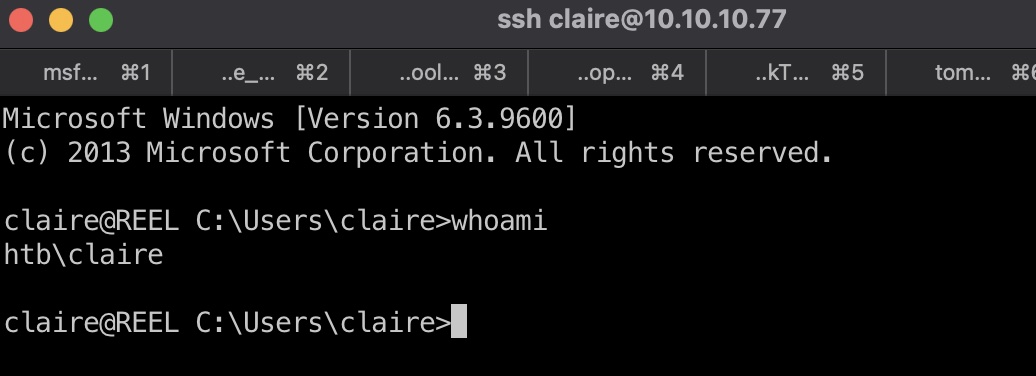 ssh claire@10.10.10.77
msf... ⌘1 ..e_... ⌘2 ..ool... ⌘3 ..op... ⌘4 ..kT... ⌘5 tom... ⌘6
Microsoft Windows [Version 6.3.9600]
(c) 2013 Microsoft Corporation. All rights reserved.
claire@REEL C:\Users\claire>whoami
htb\claire
claire@REEL C:\Users\claire>